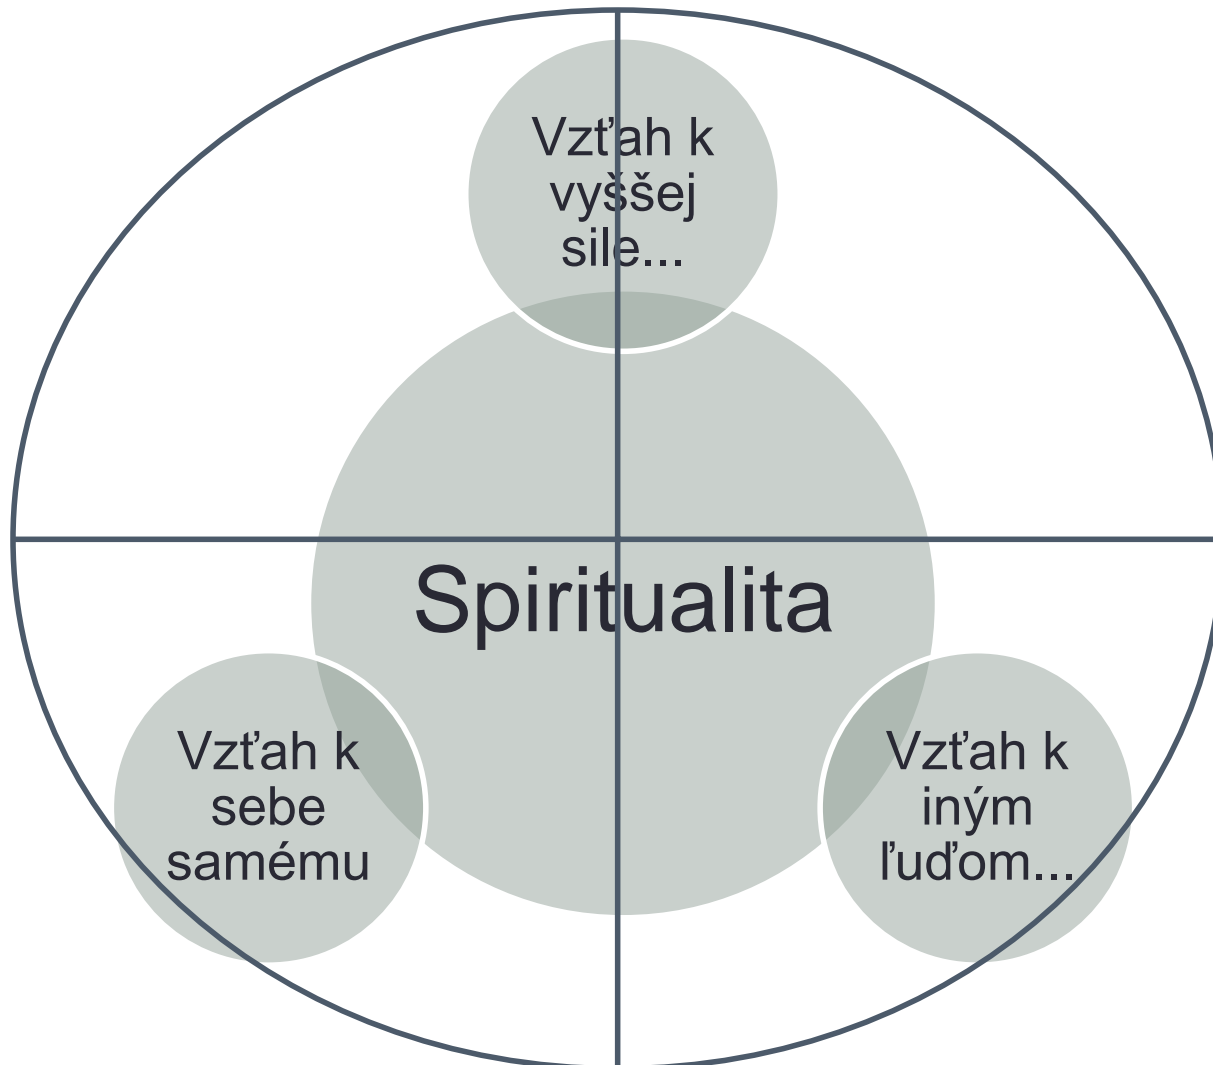 Vzťah k
vyššej
sile...
Spiritualita
Vzťah k
sebe
samému
Vzťah k
iným
ľuďom...